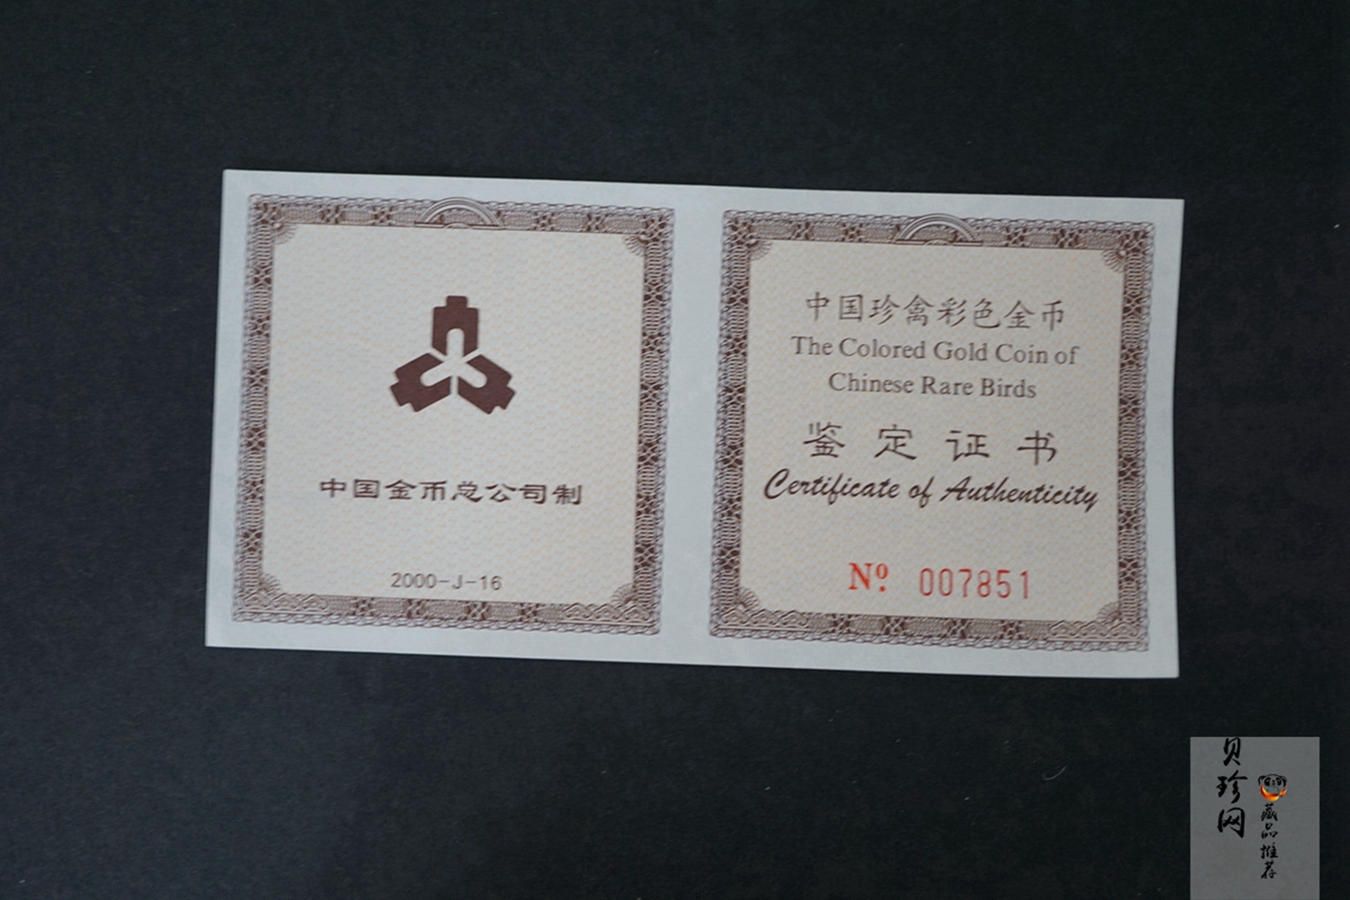 中国金币总公司制
2000-J-16
中国珍禽彩色金币
The Colored Gold Coin of
Chinese Rare Birds
鉴定证书
Certificate of Authenticity
Nº 007851
贝珍网
藏品推荐